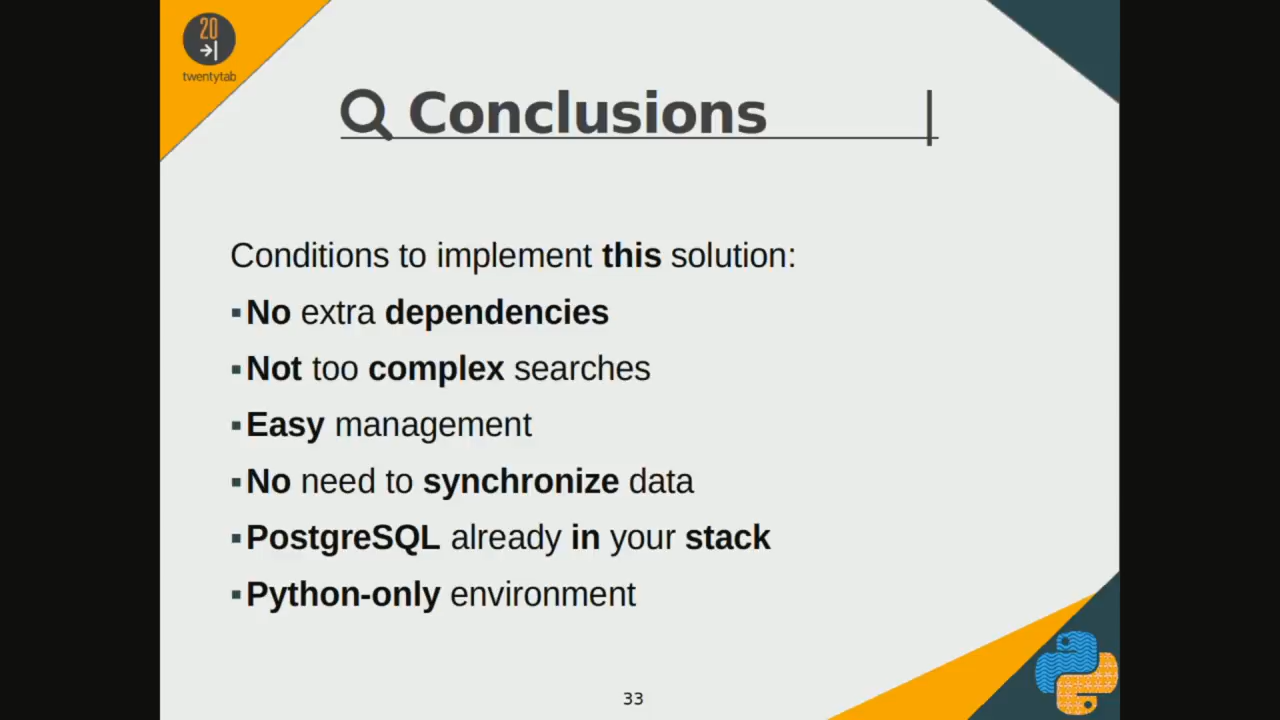 20
twentytab
Conclusions
Conditions to implement this solution:
▪No extra dependencies
▪Not too complex searches
▪Easy management
▪No need to synchronize data
▪PostgreSQL already in your stack
▪Python-only environment
33